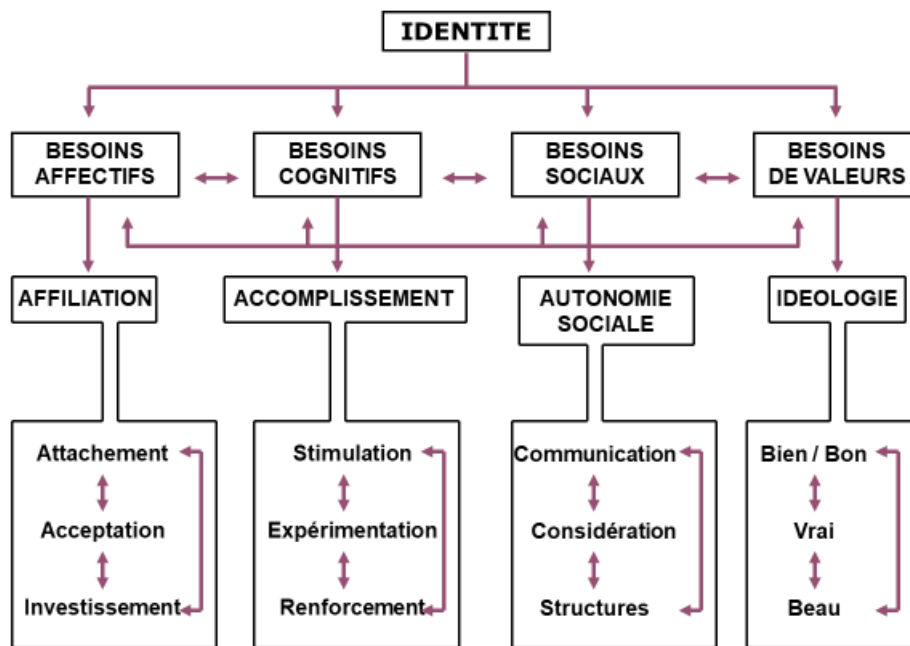 IDENTITE
BESOINS
AFFECTIFS
BESOINS
COGNITIFS
BESOINS
SOCIAUX
BESOINS
DE VALEURS
AFFILIATION
ACCOMPLISSEMENT
AUTONOMIE
SOCIALE
IDEOLOGIE
Attachement
Acceptation
Investissement
Stimulation
Expérimentation
Renforcement
Communication
Considération
Structures
Bien / Bon
Vrai
Beau